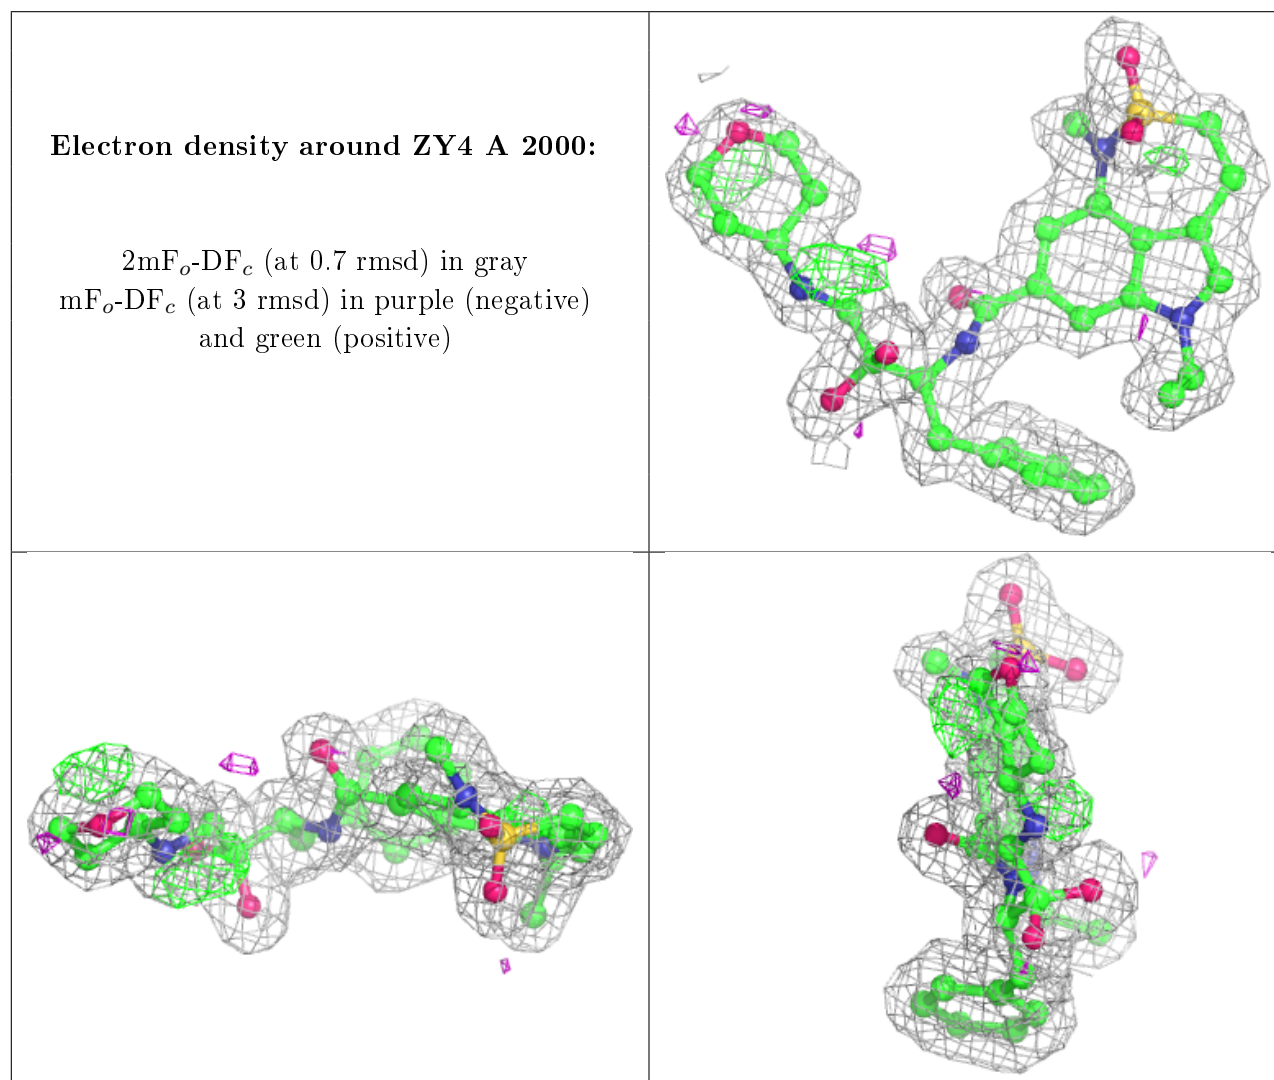 Electron density around ZY4 A 2000:
2mFo-DFc (at 0.7 rmsd) in gray
mFo-DFc (at 3 rmsd) in purple (negative)
and green (positive)